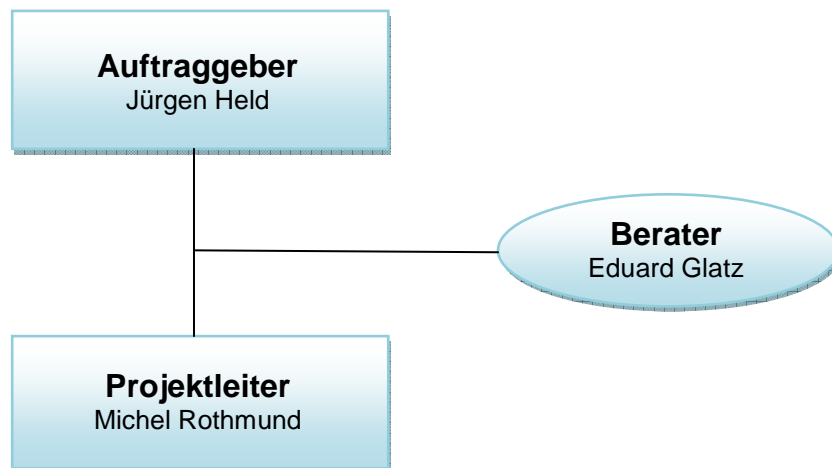 Auftraggeber
Jürgen Held
Berater
Eduard Glatz
Projektleiter
Michel Rothmund